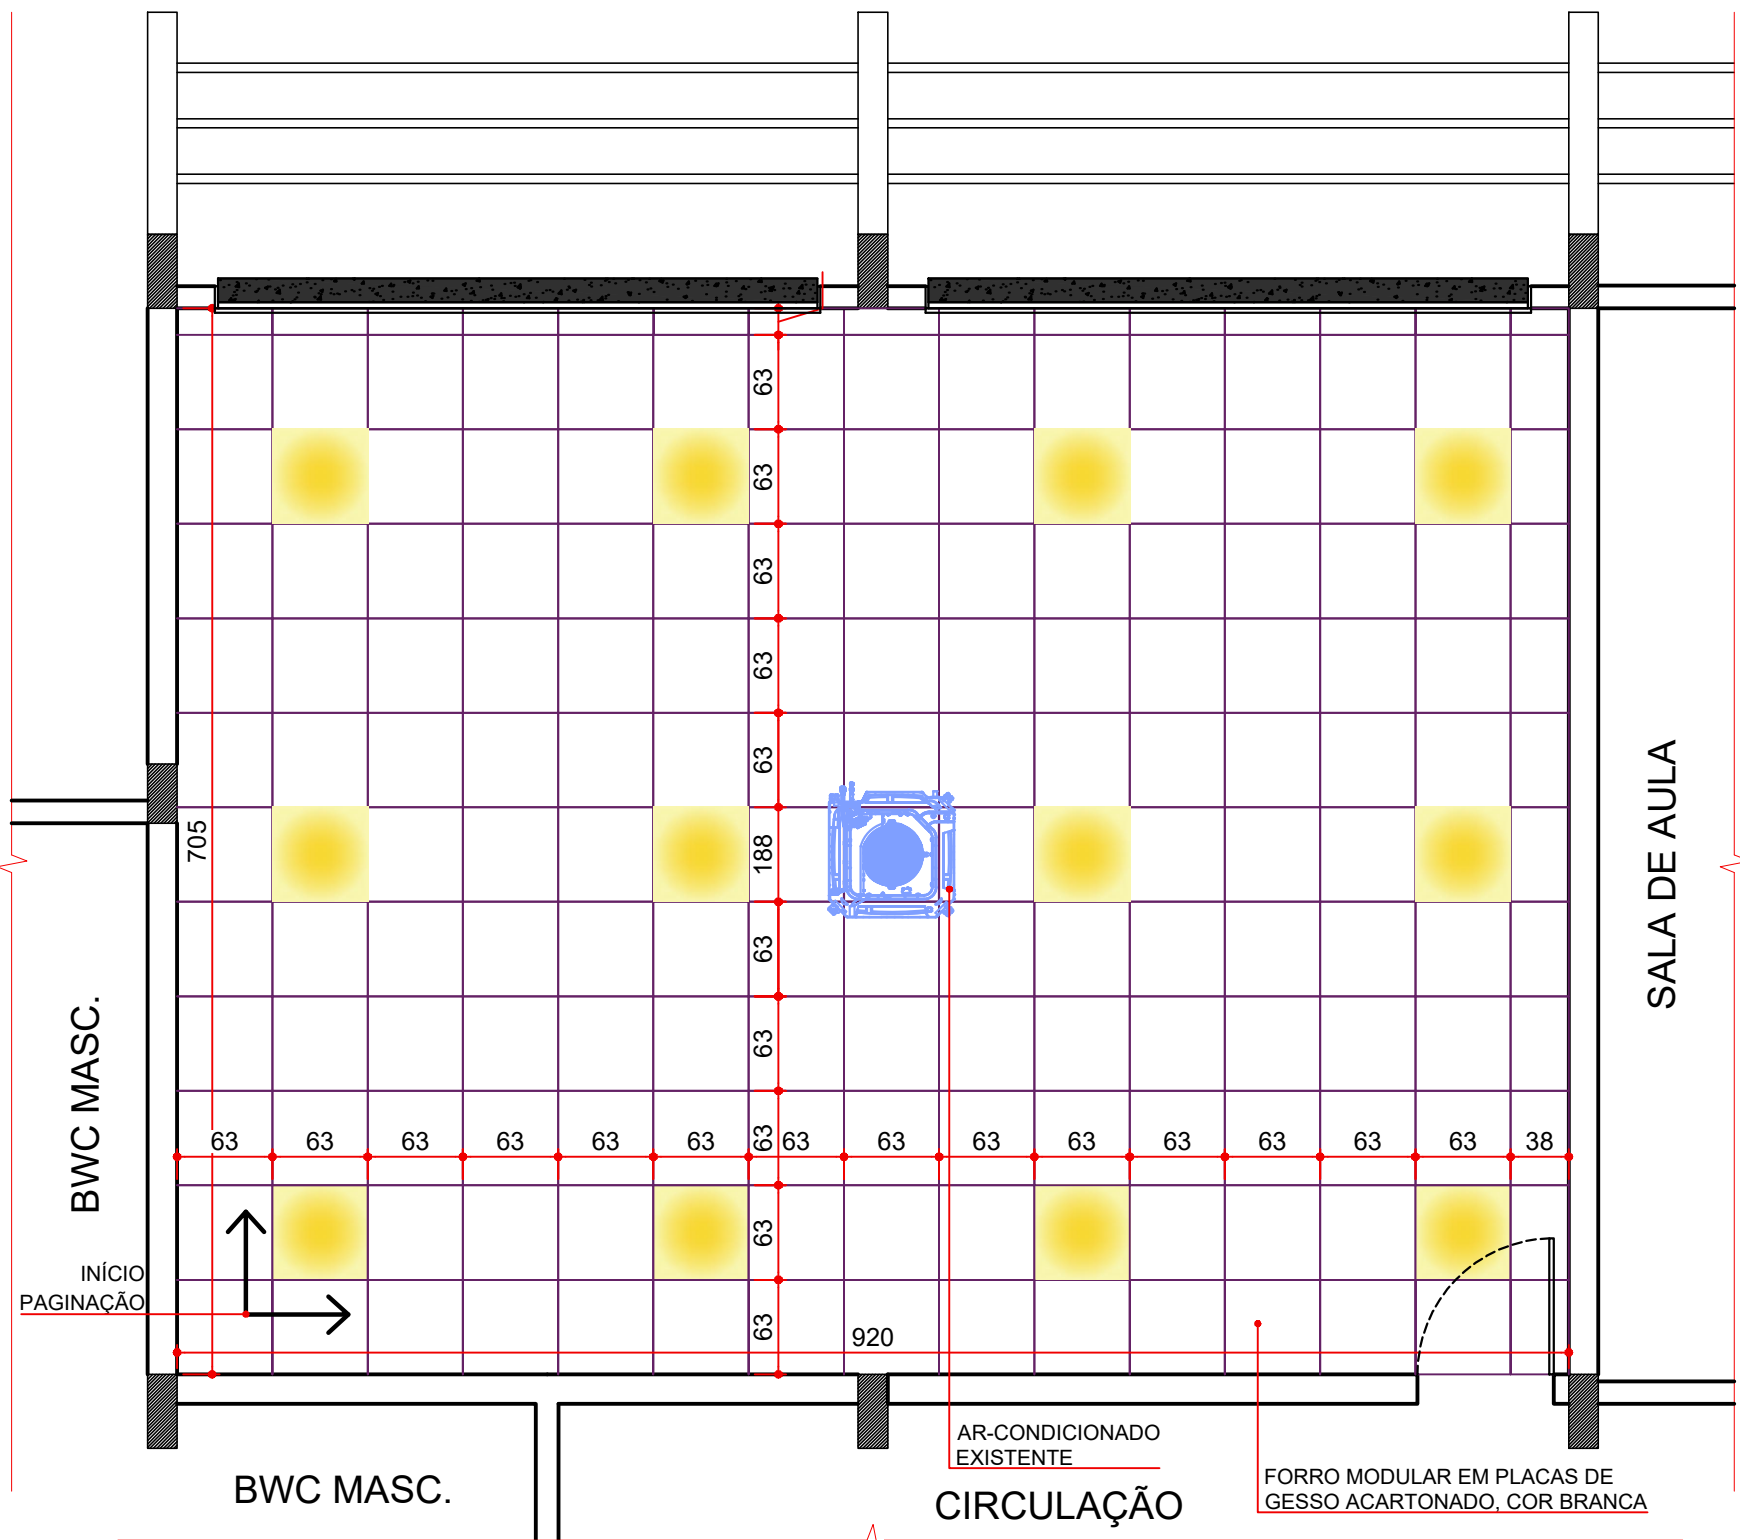 63
63
63
63
63
188
63
63
63
63
63
705
63 63 63 63 63 63 63 63 63 63 63 63 63 63 38
920
INÍCIO
PAGINAÇÃO
BWC MASC.
SALA DE AULA
AR-CONDICIONADO
EXISTENTE
FORRO MODULAR EM PLACAS DE
GESSO ACARTONADO, COR BRANCA
BWC MASC.
CIRCULAÇÃO